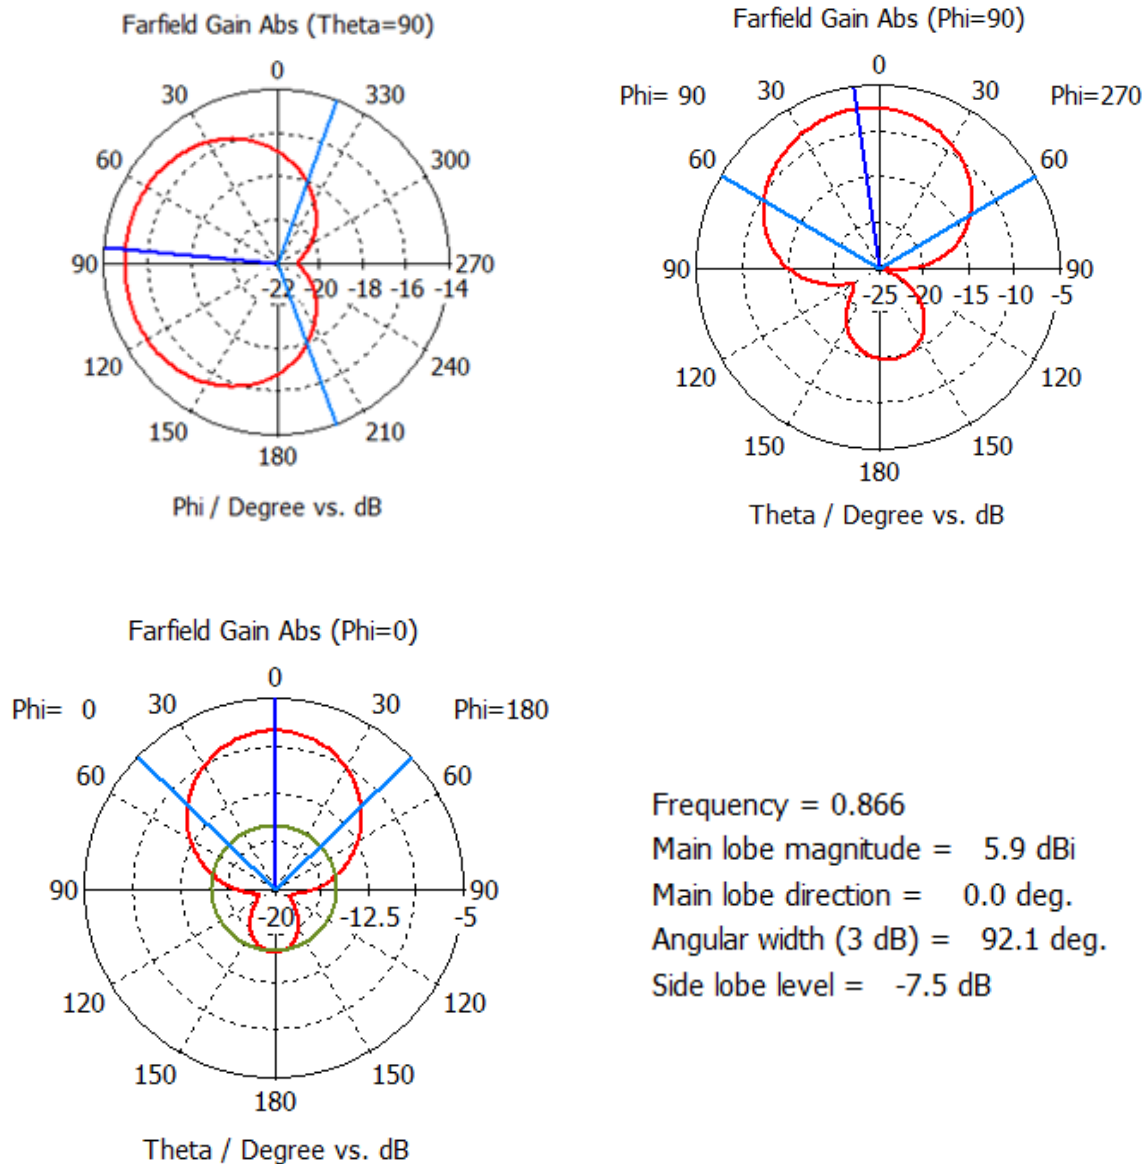 Farfield Gain Abs (Theta=90)
0
30 330
60 300
90 -22 -20 -18 -16 -14 270
120 240
150 210
180
Phi / Degree vs. dB
Farfield Gain Abs (Phi=90)
0
Phi= 90 30 30 Phi=270
60 60
90 90
-25 -20 -15 -10 -5
120 120
150 150
180
Theta / Degree vs. dB
Farfield Gain Abs (Phi=0)
0
Phi= 0 30 30 Phi=180
60 60
90 90
-20 -12.5 -5
120 120
150 150
180
Theta / Degree vs. dB
Frequency = 0.866
Main lobe magnitude = 5.9 dBi
Main lobe direction = 0.0 deg.
Angular width (3 dB) = 92.1 deg.
Side lobe level = -7.5 dB